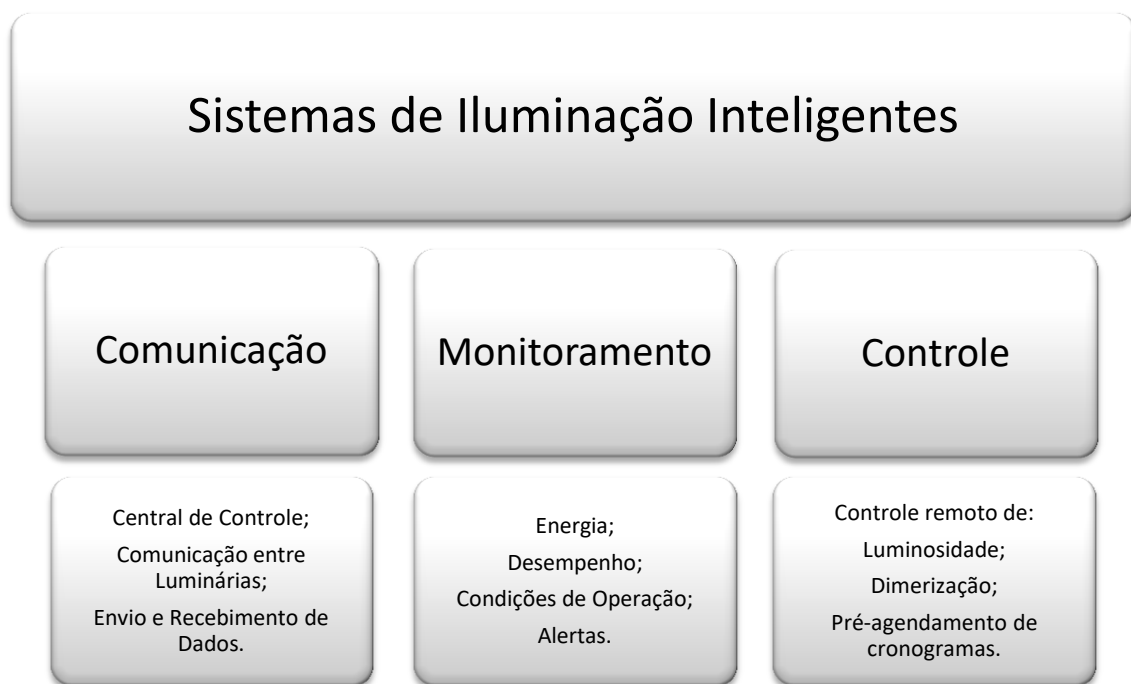 Sistemas de Iluminação Inteligentes
Comunicação
Monitoramento
Controle
Central de Controle;
Comunicação entre
Luminárias;
Envio e Recebimento de
Dados.
Energia;
Desempenho;
Condições de Operação;
Alertas.
Controle remoto de:
Luminosidade;
Dimerização;
Pré-agendamento de
cronogramas.